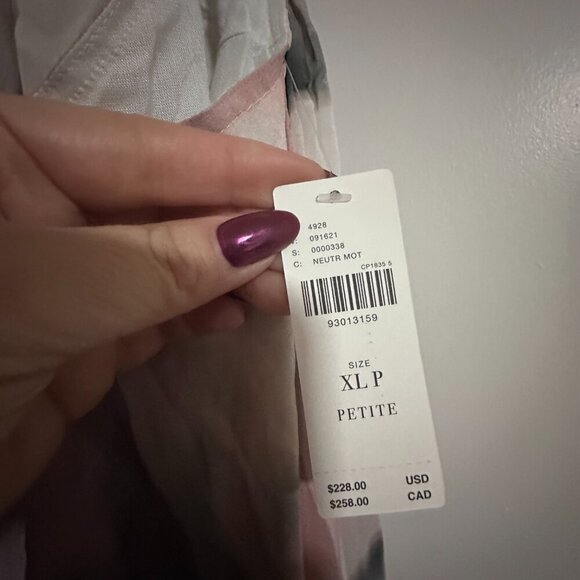 4928
091621
S: 0000338
C: NEUTR MOT
CP1835 5
93013159
SIZE
XL P
PETITE
$228.00 USD
$258.00 CAD